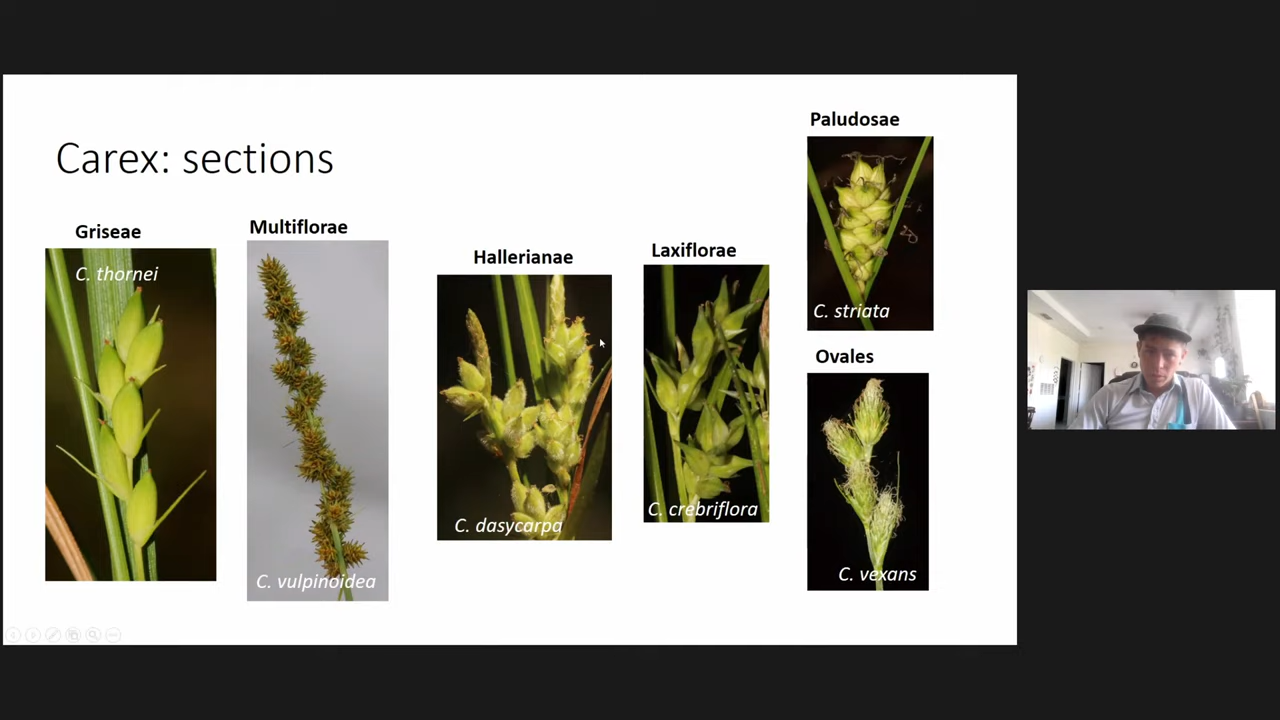 Carex: sections
Griseae
C. thornei
Multiflorae
C. vulpinoidea
Hallerianae
C. dasycarpa
Laxiflorae
C. crebriflora
Paludosae
C. striata
Ovales
C. vexans